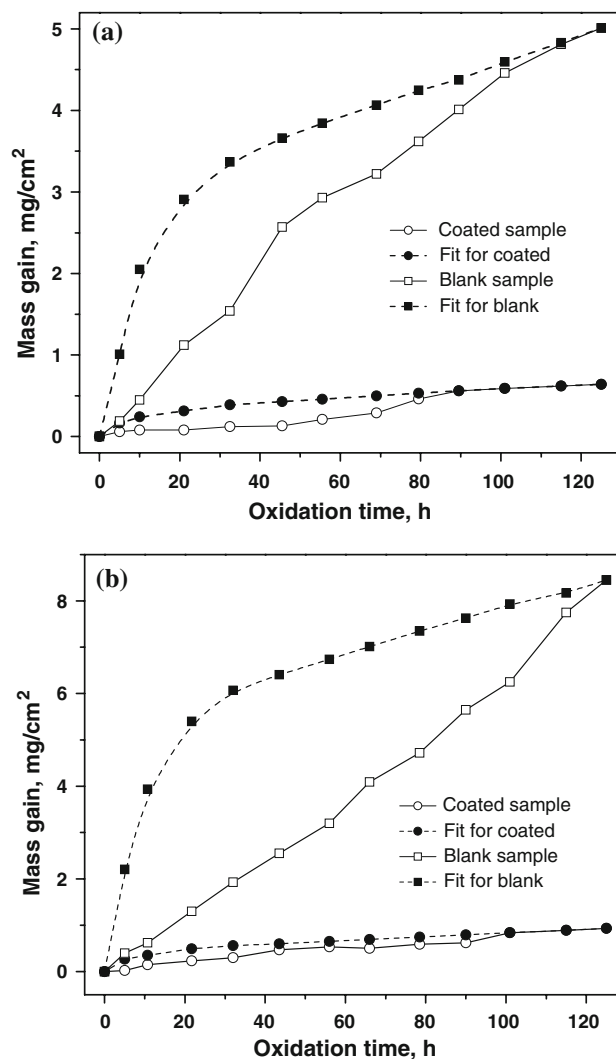 (a)
5
4
3
2
1
0
Mass gain, mg/cm²
Coated sample
Fit for coated
Blank sample
Fit for blank
0 20 40 60 80 100 120
Oxidation time, h
(b)
8
6
4
2
0
Mass gain, mg/cm²
Coated sample
Fit for coated
Blank sample
Fit for blank
0 20 40 60 80 100 120
Oxidation time, h